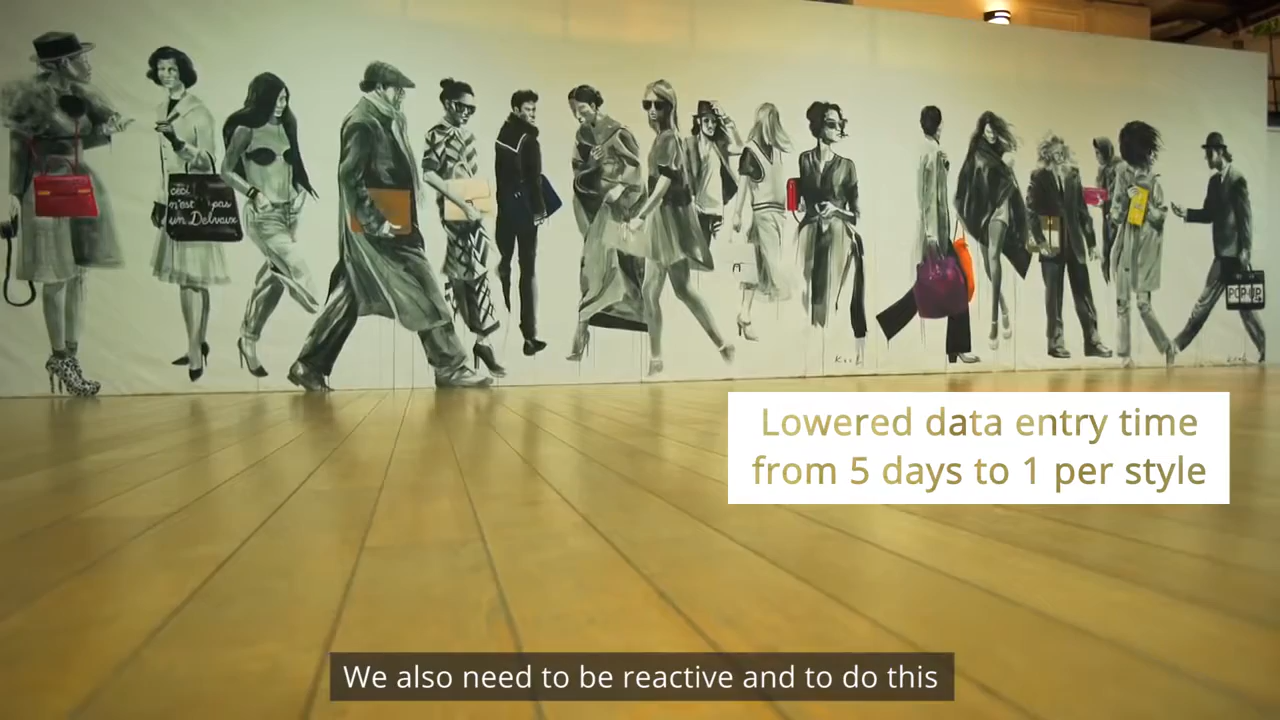 ceci
n'est pas
un Delvaux
POPUP
Lowered data entry time
from 5 days to 1 per style
We also need to be reactive and to do this